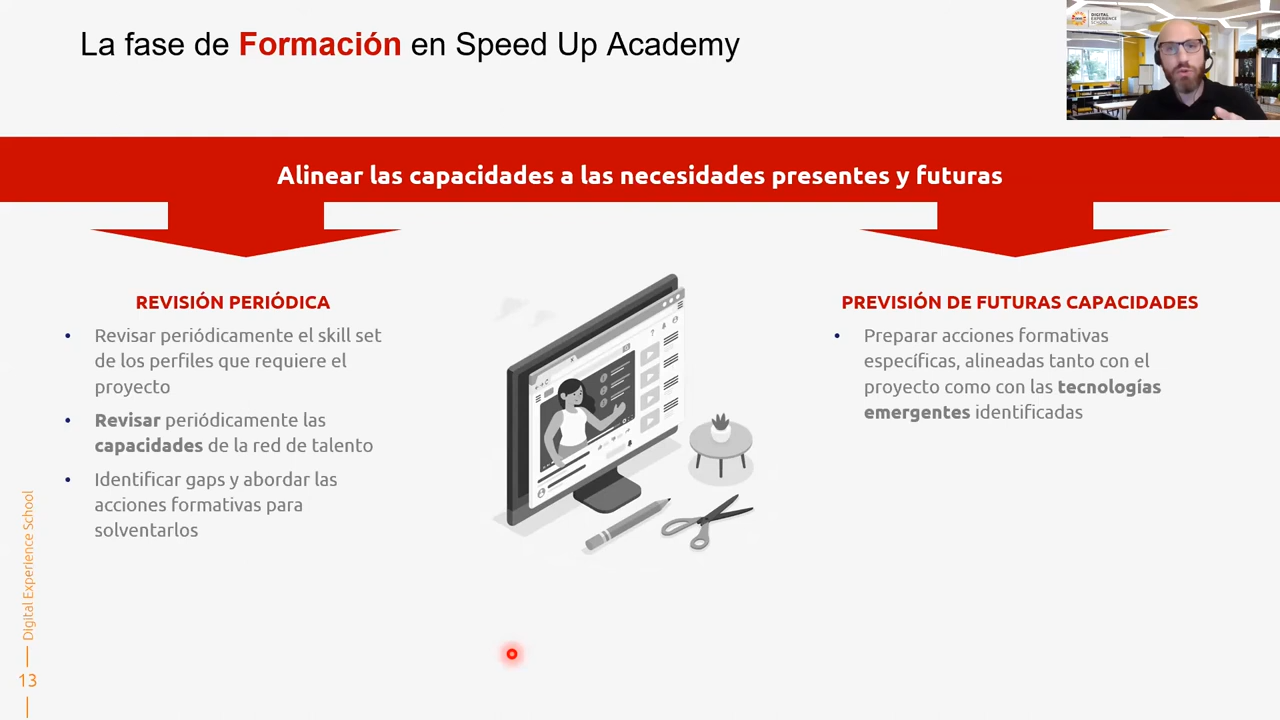 La fase de Formación en Speed Up Academy
DIGITAL
EXPERIENCE
SCHOOL
Alinear las capacidades a las necesidades presentes y futuras
REVISIÓN PERIÓDICA
• Revisar periódicamente el skill set
de los perfiles que requiere el
proyecto
• Revisar periódicamente las
capacidades de la red de talento
• Identificar gaps y abordar las
acciones formativas para
solventarlos
PREVISIÓN DE FUTURAS CAPACIDADES
• Preparar acciones formativas
específicas, alineadas tanto con el
proyecto como con las tecnologías
emergentes identificadas
Digital Experience School
13